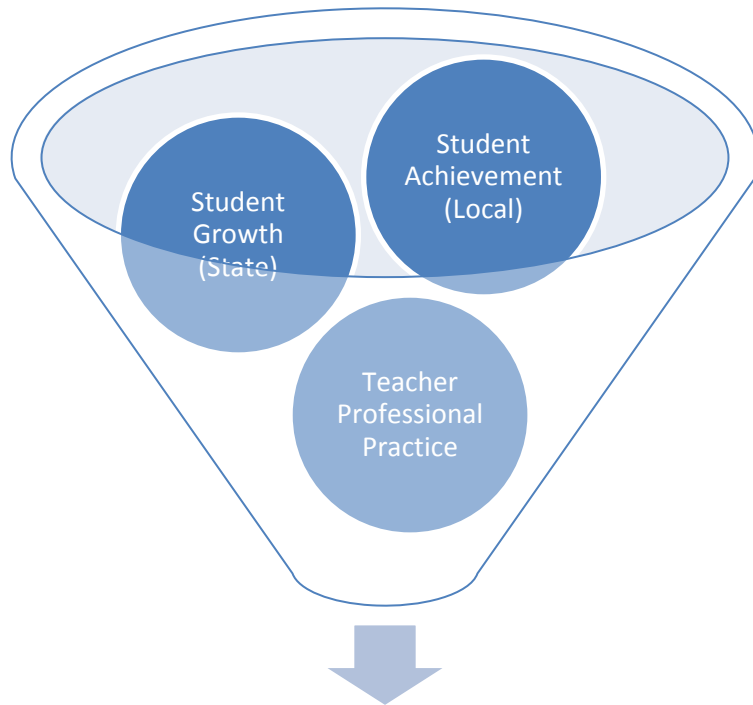 Student
Achievement
(Local)
Student
Growth
(State)
Teacher
Professional
Practice